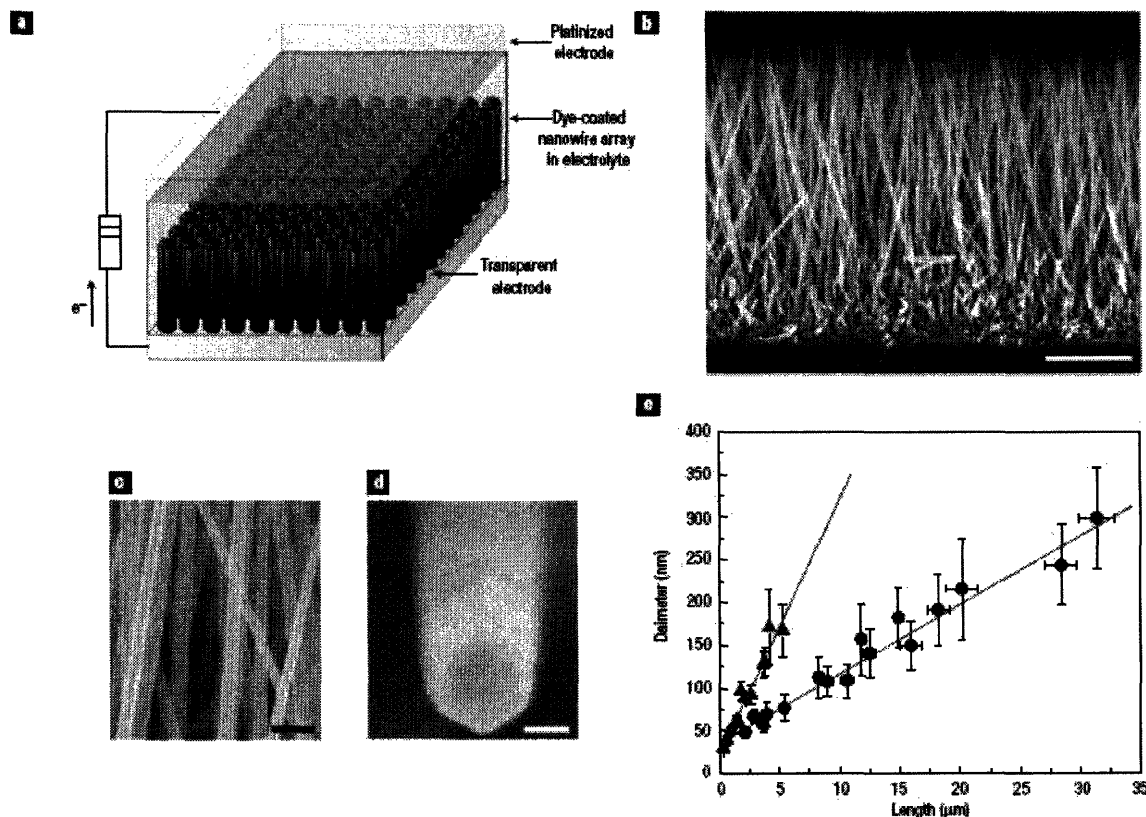 a
Platinized
electrode
Dye-coated
nanowire array
in electrolyte
Transparent
electrode
e–
b
c
d
e
400
350
300
250
200
150
100
50
0
Daimeter (nm)
0 5 10 15 20 25 30 35
Length (µm)